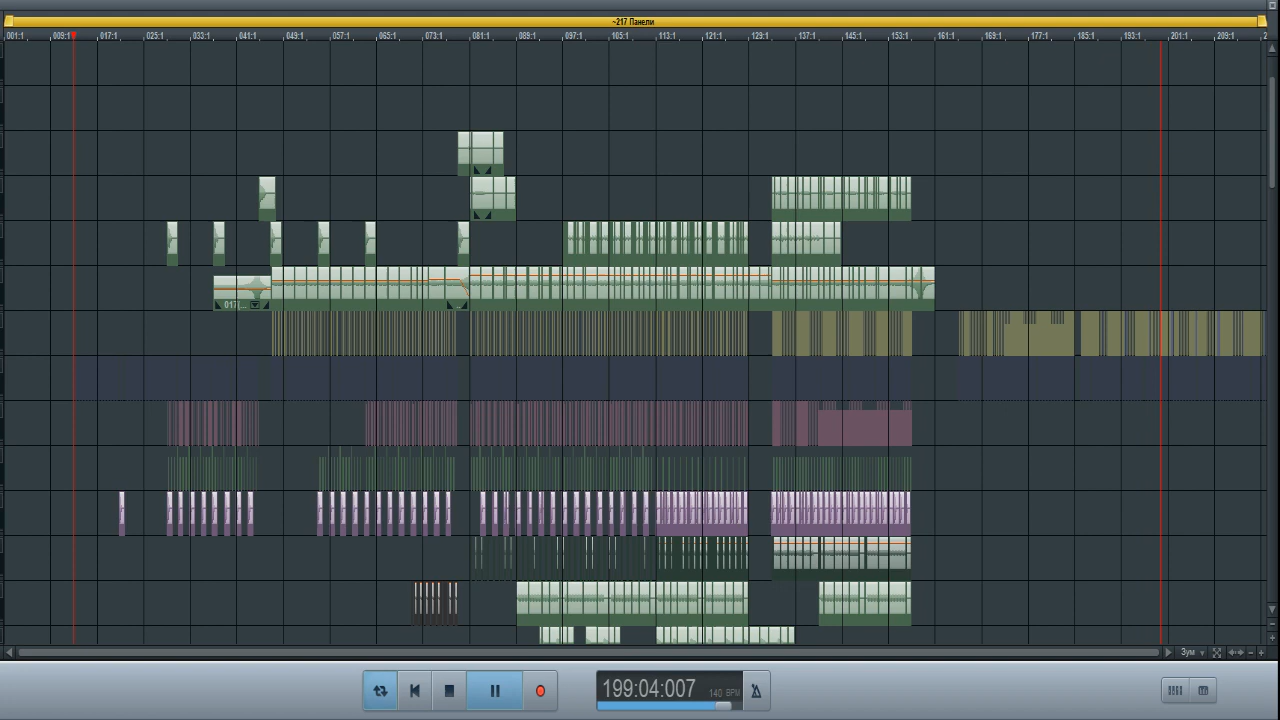 ~217 Панели
001:1 009:1 017:1 025:1 033:1 041:1 049:1 057:1 065:1 073:1 081:1 089:1 097:1 105:1 113:1 121:1 129:1 137:1 145:1 153:1 161:1 169:1 177:1 185:1 193:1 201:1 209:1 2
017(...
Зум
199:04:007 140 BPM